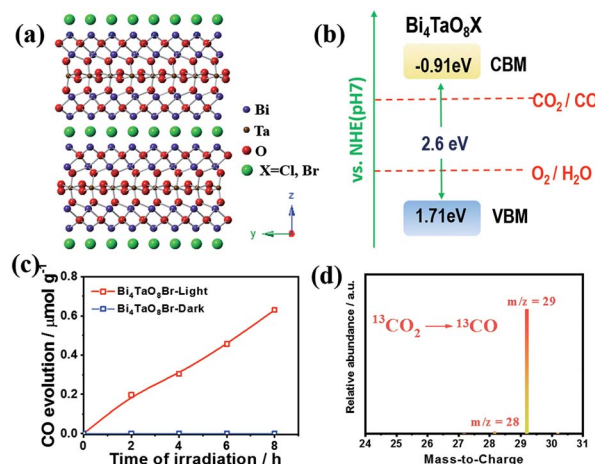 (a)
Bi
Ta
O
X=Cl, Br
z
y
(b)
Bi₄TaO₈X
vs. NHE(pH7)
-0.91eV CBM
CO₂ / CO
2.6 eV
O₂ / H₂O
1.71eV VBM
(c)
CO evolution / μmol g⁻¹
0.6
0.4
0.2
0.0
Bi₄TaO₈Br-Light
Bi₄TaO₈Br-Dark
0 2 4 6 8
Time of irradiation / h
(d)
Relative abundance / a.u.
m/z = 29
¹³CO₂ → ¹³CO
m/z = 28
24 25 26 27 28 29 30 31
Mass-to-Charge